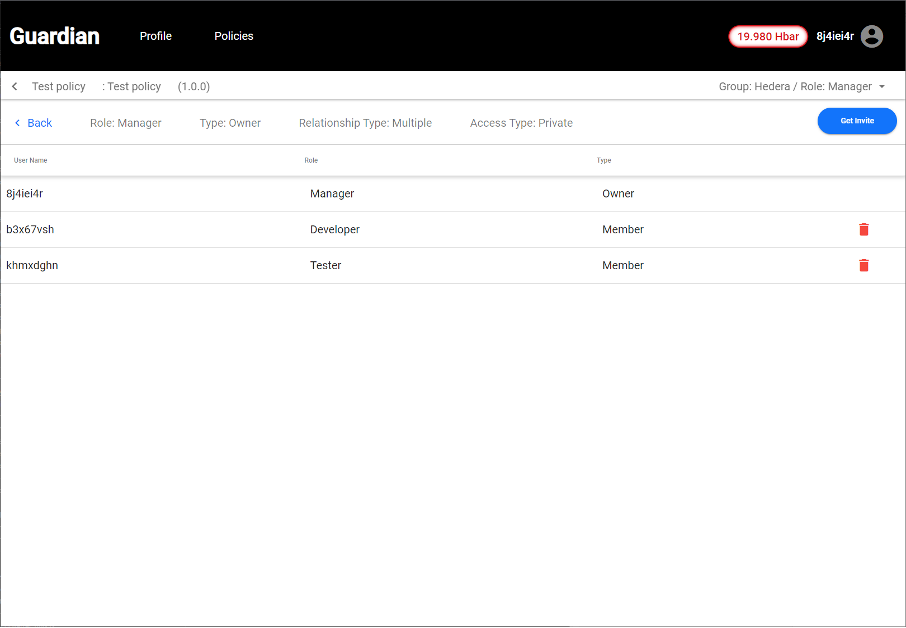 Guardian Profile Policies 19.980 Hbar 8j4iei4r
Test policy : Test policy (1.0.0) Group: Hedera / Role: Manager
Back Role: Manager Type: Owner Relationship Type: Multiple Access Type: Private Get Invite
User Name Role Type
8j4iei4r Manager Owner
b3x67vsh Developer Member
khmxdghn Tester Member